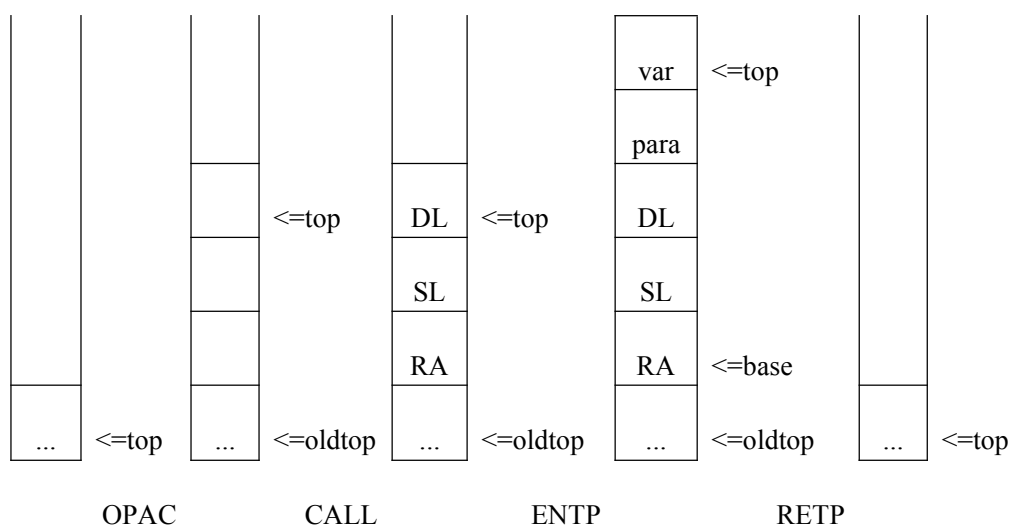 var <=top
para
<=top DL <=top DL
SL SL
RA RA <=base
... <=top ... <=oldtop ... <=oldtop ... <=oldtop ... <=top
OPAC CALL ENTP RETP